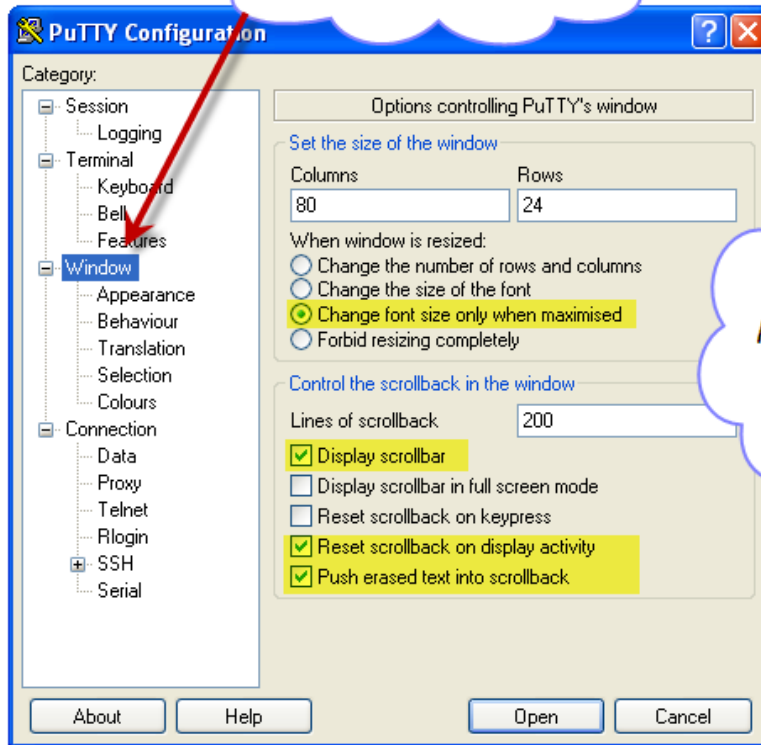 PuTTY Configuration
Category:
Session
Logging
Terminal
Keyboard
Bell
Features
Window
Appearance
Behaviour
Translation
Selection
Colours
Connection
Data
Proxy
Telnet
Rlogin
SSH
Serial
Options controlling PuTTY's window
Set the size of the window
Columns Rows
80 24
When window is resized:
Change the number of rows and columns
Change the size of the font
Change font size only when maximised
Forbid resizing completely
Control the scrollback in the window
Lines of scrollback 200
Display scrollbar
Display scrollbar in full screen mode
Reset scrollback on keypress
Reset scrollback on display activity
Push erased text into scrollback
About Help Open Cancel